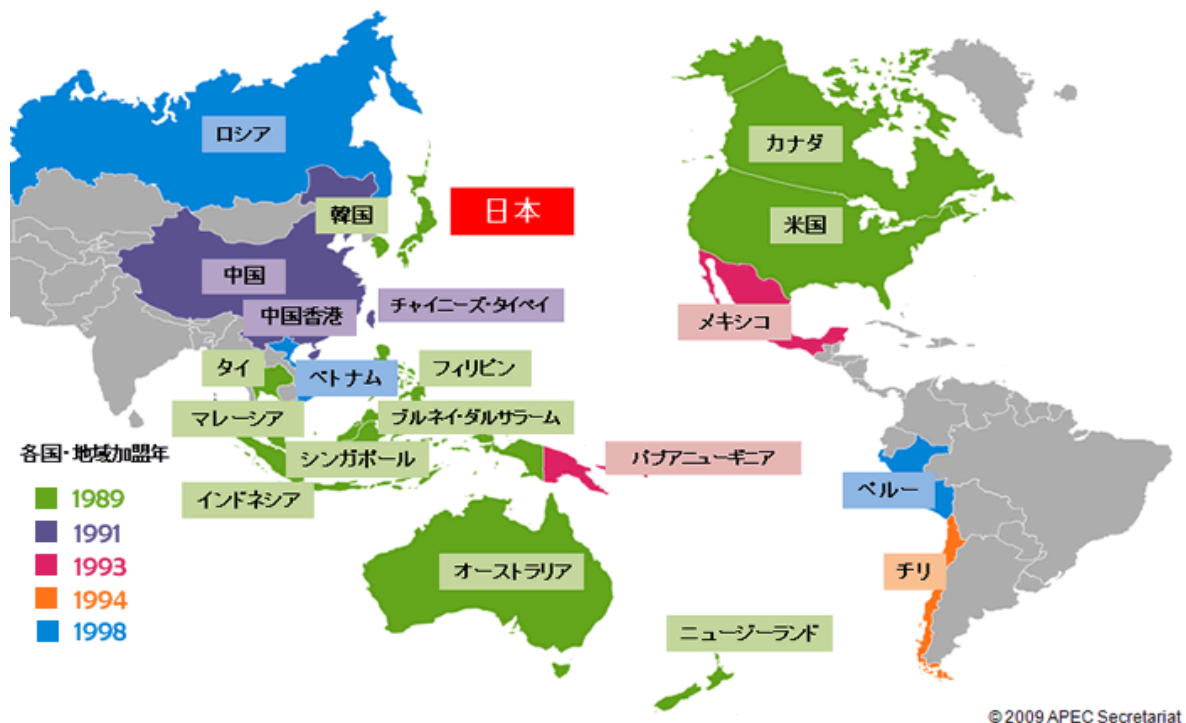 ロシア
カナダ
日本
韓国
米国
中国
チャイニーズ・タイペイ
中国香港
メキシコ
タイ
ベトナム
フィリピン
マレーシア
ブルネイ・ダルサラーム
各国・地域加盟年
シンガポール
パプアニューギニア
インドネシア
ペルー
1989
1991
1993
1994
1998
オーストラリア
チリ
ニュージーランド
© 2009 APEC Secretariat